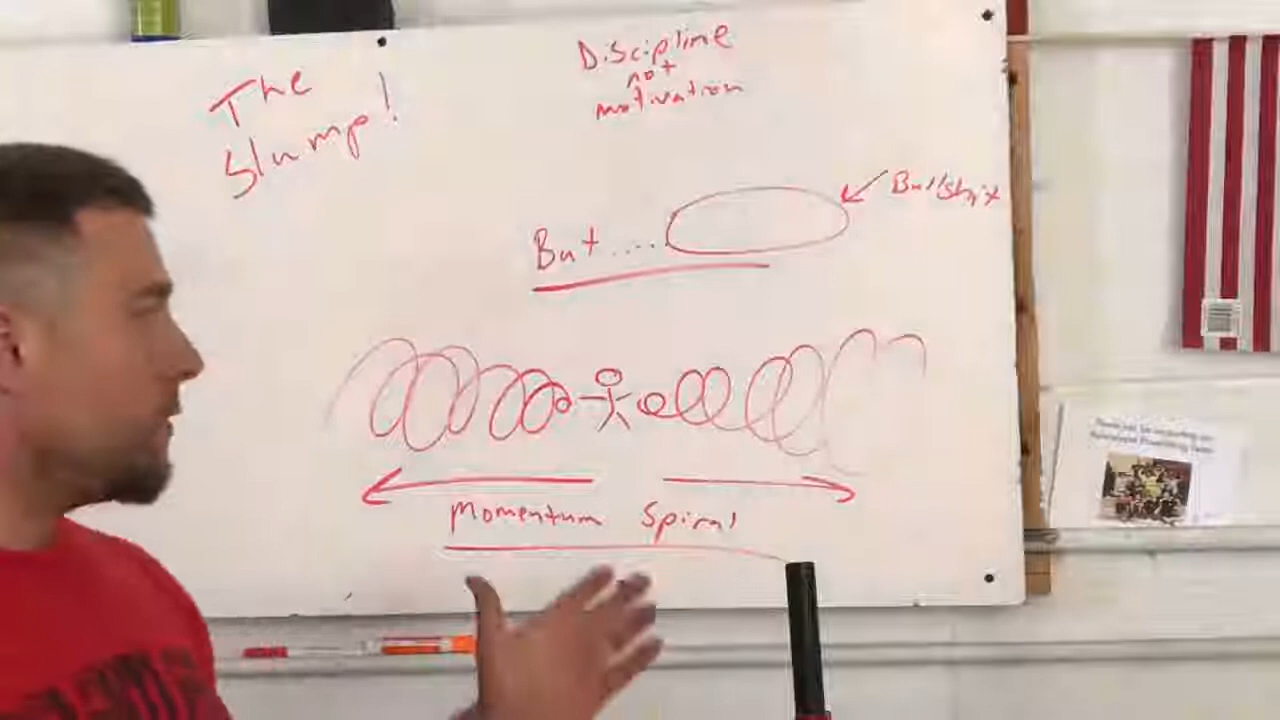 The
Slump!
Discipline
not
motivation
But....
Bullshit
Momentum Spiral